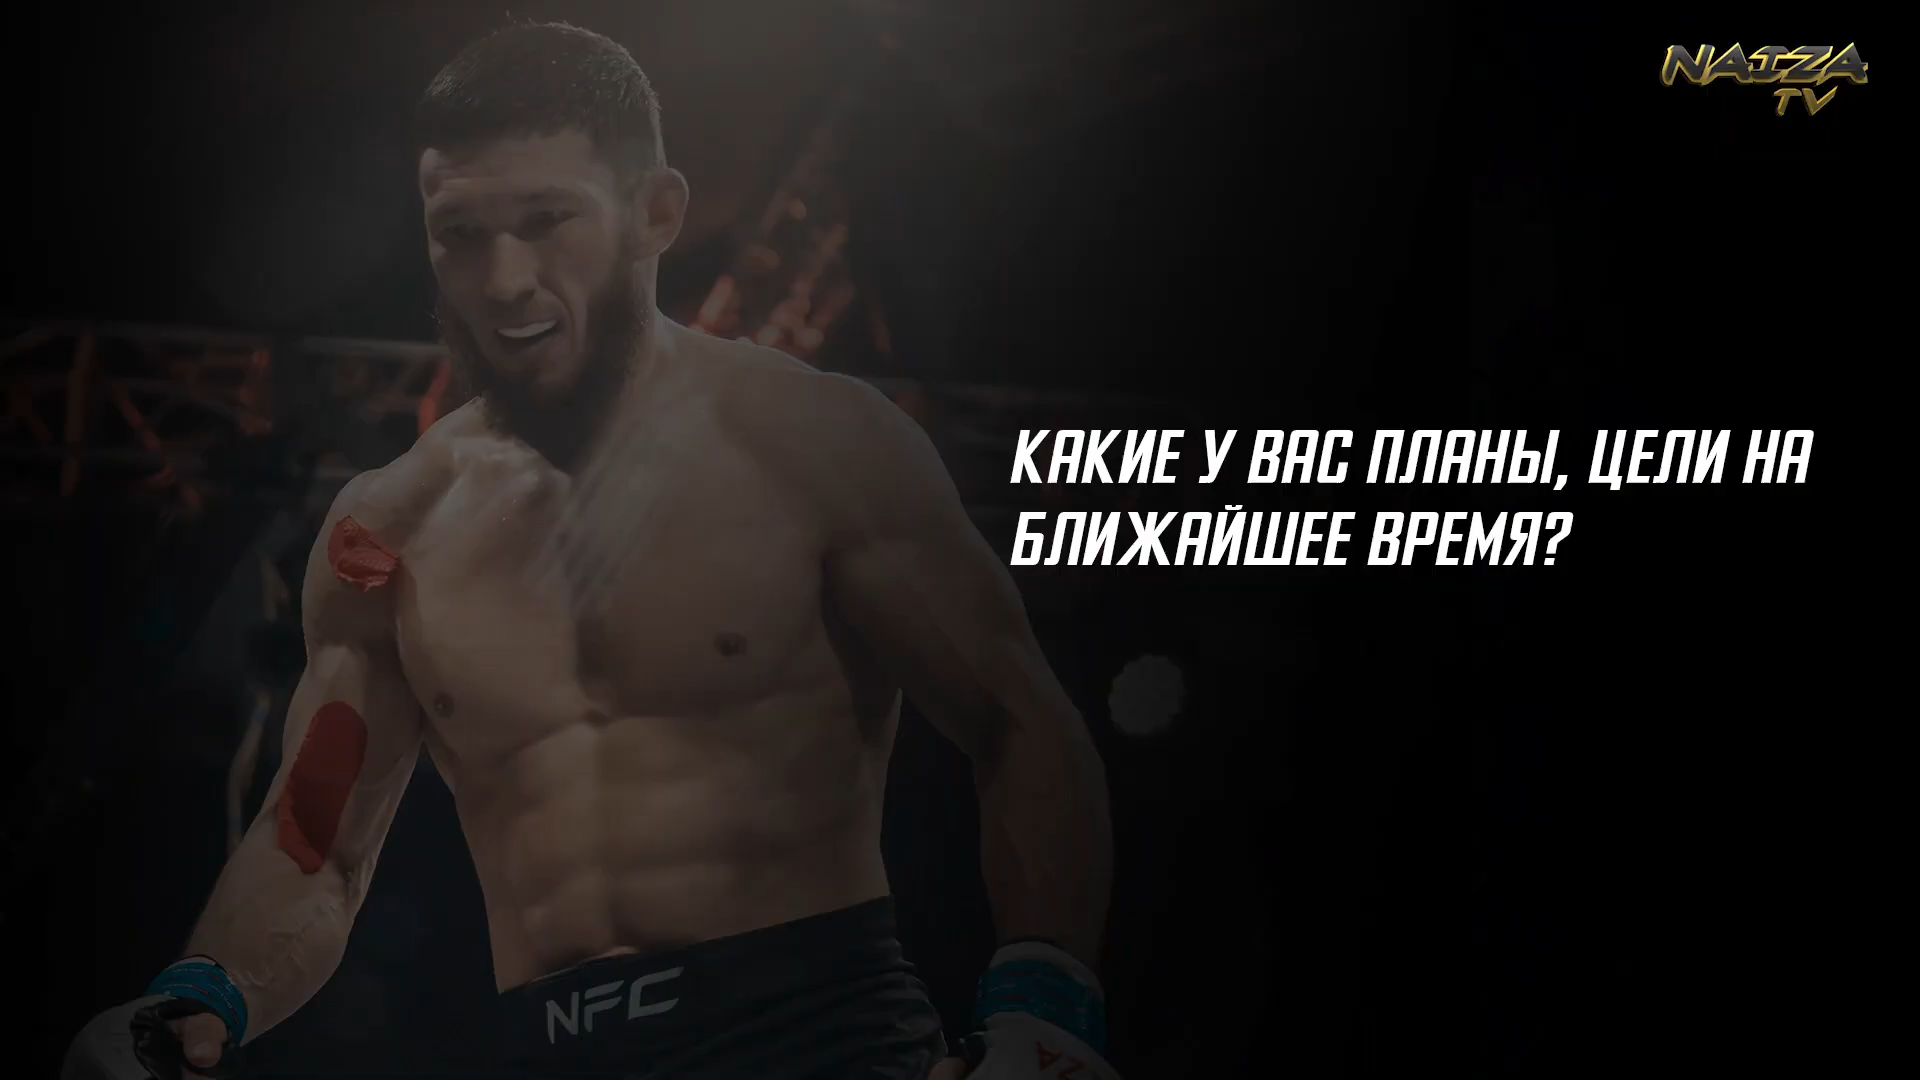 NAIZA
TV
КАКИЕ У ВАС ПЛАНЫ, ЦЕЛИ НА
БЛИЖАЙШЕЕ ВРЕМЯ?
NFC